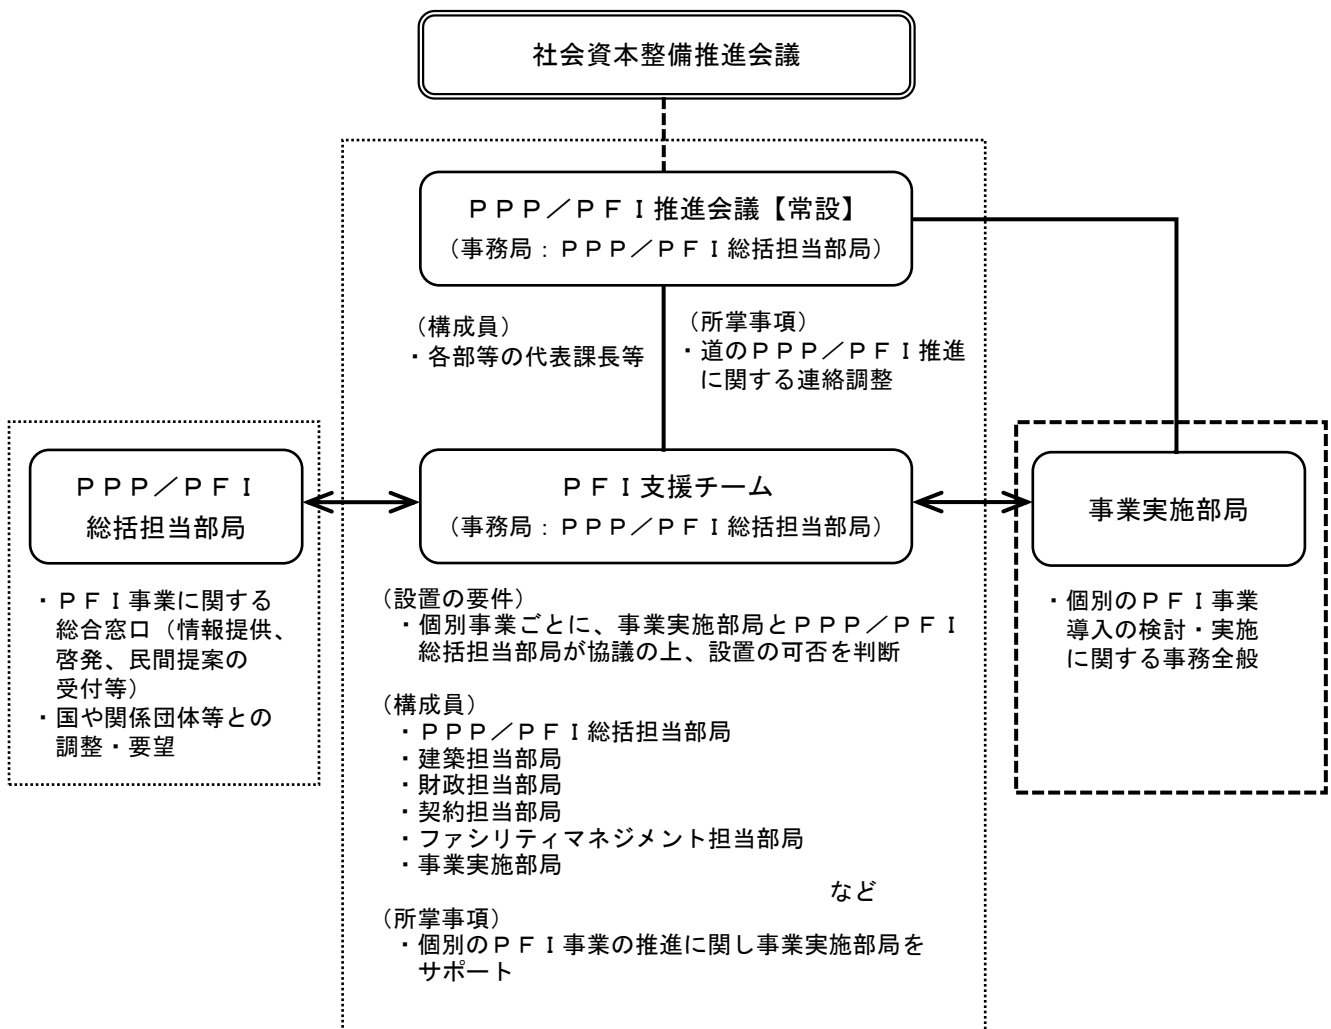 社会資本整備推進会議
ＰＰＰ／ＰＦＩ推進会議【常設】
（事務局：ＰＰＰ／ＰＦＩ総括担当部局）
（構成員）
・各部等の代表課長等
（所掌事項）
・道のＰＰＰ／ＰＦＩ推進
に関する連絡調整
ＰＰＰ／ＰＦＩ
総括担当部局
・ＰＦＩ事業に関する
総合窓口（情報提供、
啓発、民間提案の
受付等）
・国や関係団体等との
調整・要望
ＰＦＩ支援チーム
（事務局：ＰＰＰ／ＰＦＩ総括担当部局）
（設置の要件）
・個別事業ごとに、事業実施部局とＰＰＰ／ＰＦＩ
総括担当部局が協議の上、設置の可否を判断
（構成員）
・ＰＰＰ／ＰＦＩ総括担当部局
・建築担当部局
・財政担当部局
・契約担当部局
・ファシリティマネジメント担当部局
・事業実施部局
など
（所掌事項）
・個別のＰＦＩ事業の推進に関し事業実施部局を
サポート
事業実施部局
・個別のＰＦＩ事業
導入の検討・実施
に関する事務全般